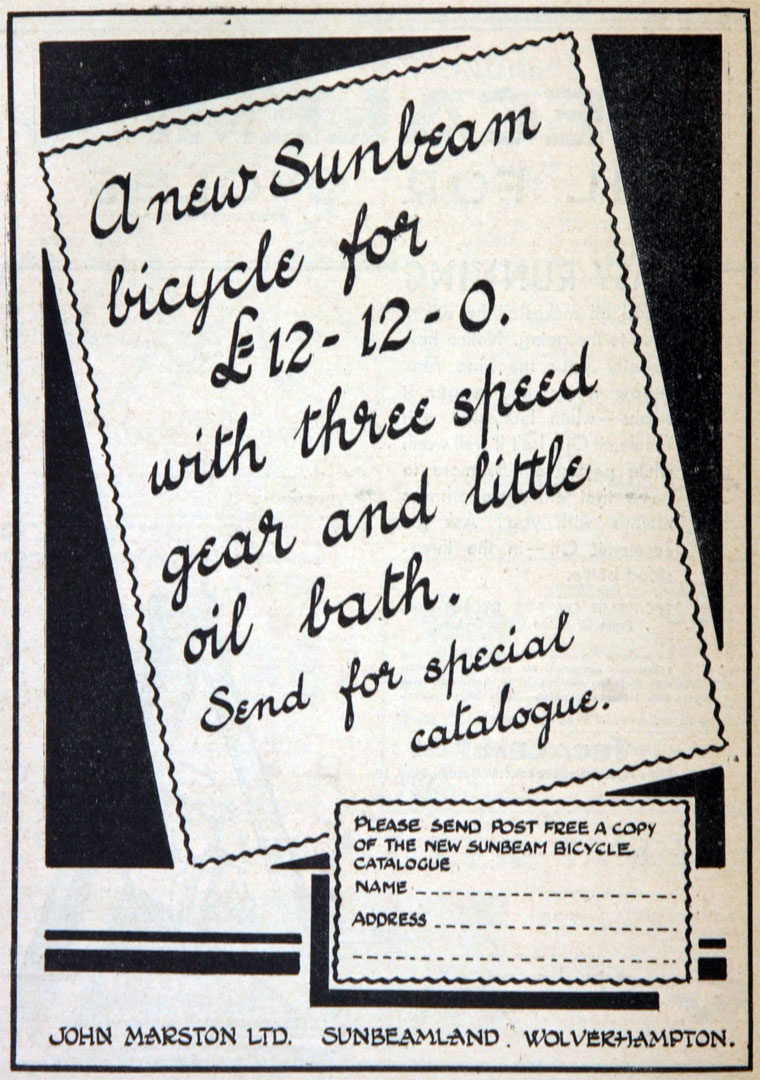 A new Sunbeam
bicycle for
£12-12-0.
with three speed
gear and little
oil bath.
Send for special
catalogue.
PLEASE SEND POST FREE A COPY
OF THE NEW SUNBEAM BICYCLE
CATALOGUE
NAME
ADDRESS
JOHN MARSTON LTD. SUNBEAMLAND. WOLVERHAMPTON.